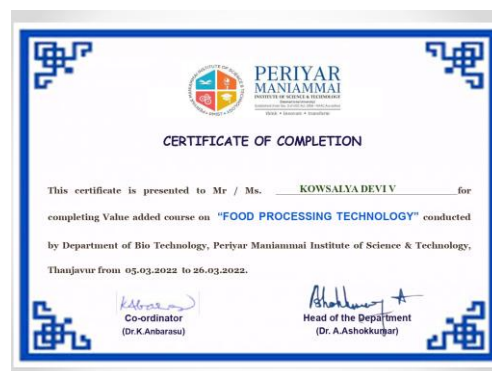 PERIYAR
MANIAMMAI
INSTITUTE OF SCIENCE & TECHNOLOGY
think • innovate • transform
CERTIFICATE OF COMPLETION
This certificate is presented to Mr / Ms. KOWSALYA DEVI V for
completing Value added course on "FOOD PROCESSING TECHNOLOGY" conducted
by Department of Bio Technology, Periyar Maniammai Institute of Science & Technology,
Thanjavur from 05.03.2022 to 26.03.2022.
Co-ordinator
(Dr.K.Anbarasu)
Head of the Department
(Dr. A.Ashokkumar)